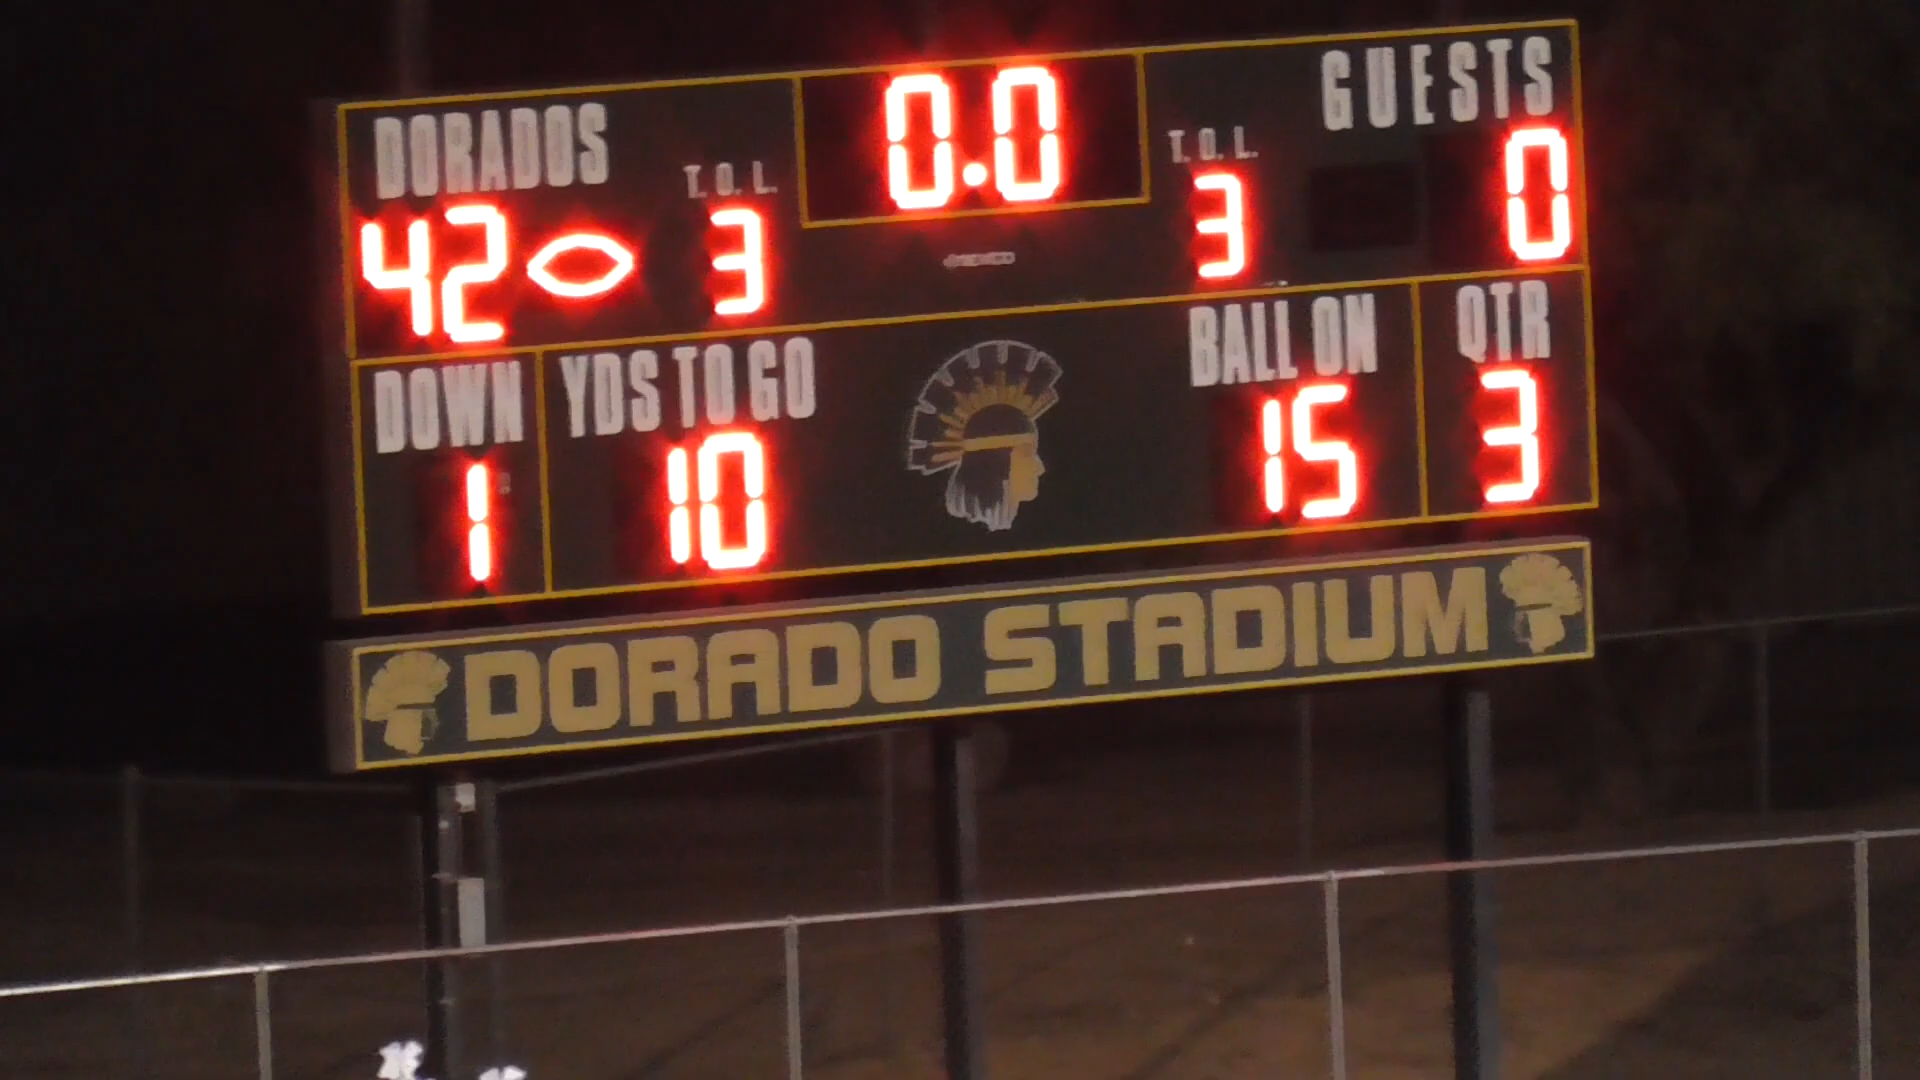 DORADOS
T. O. L.
0.0
T. O. L.
GUESTS
42
3
3
0
DOWN
YDS TO GO
BALL ON
QTR
1
10
15
3
DORADO STADIUM